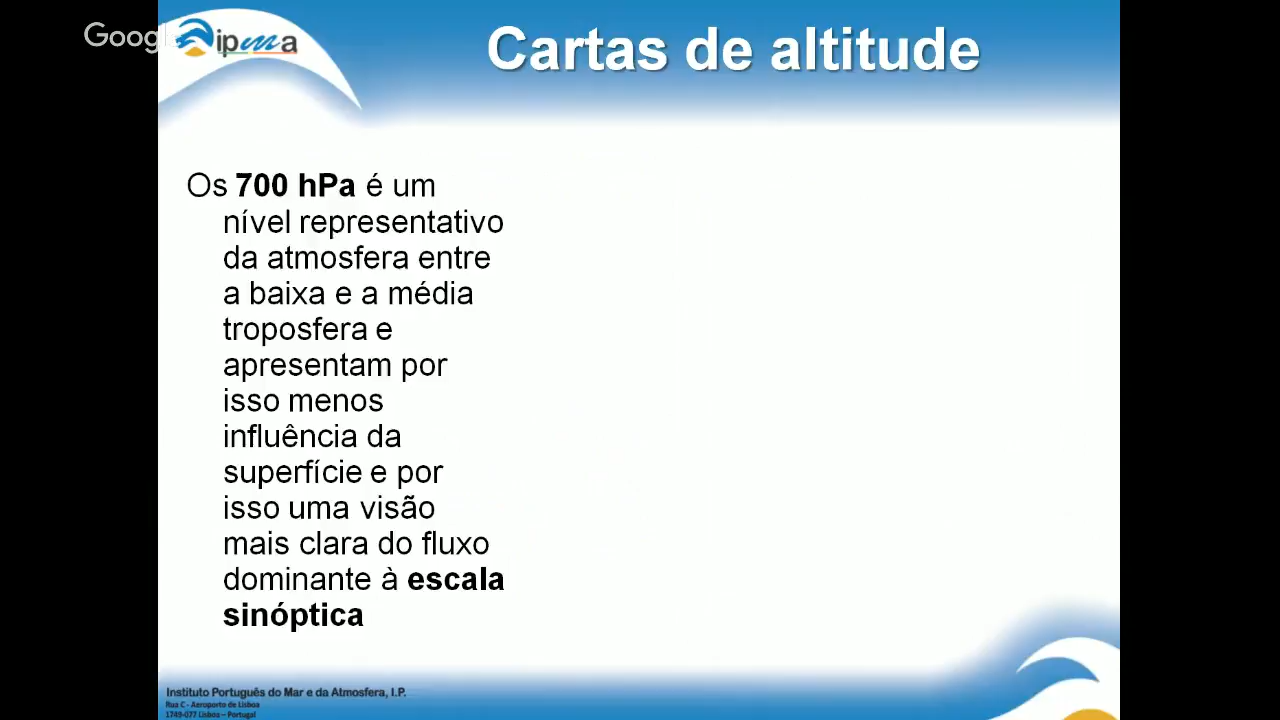 Google
ipma
Cartas de altitude
Os 700 hPa é um
nível representativo
da atmosfera entre
a baixa e a média
troposfera e
apresentam por
isso menos
influência da
superfície e por
isso uma visão
mais clara do fluxo
dominante à escala
sinóptica
Instituto Português do Mar e da Atmosfera, I.P.
Rua C - Aeroporto de Lisboa
1749-077 Lisboa – Portugal